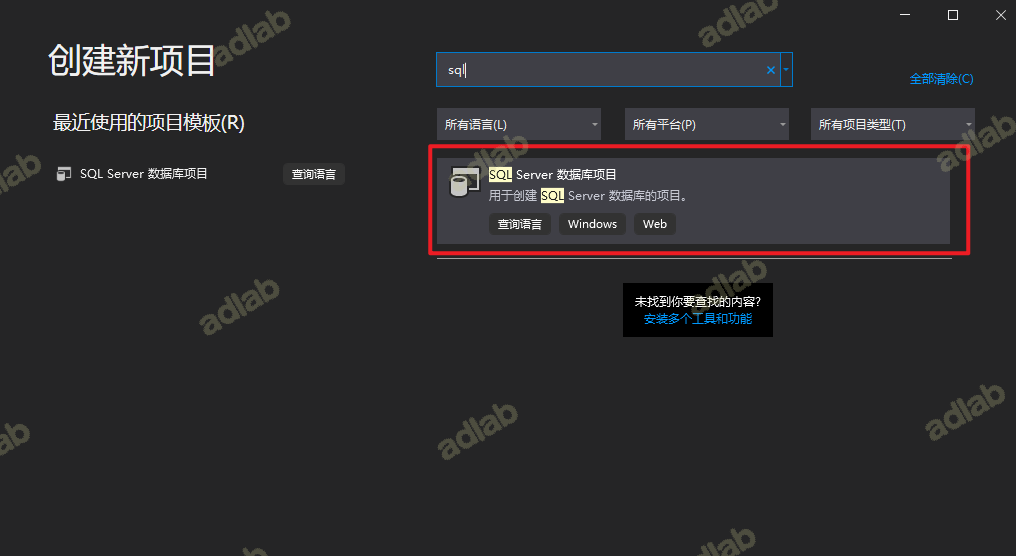 创建新项目
sql
全部清除(C)
最近使用的项目模板(R)
所有语言(L)
所有平台(P)
所有项目类型(T)
SQL Server 数据库项目
查询语言
SQL Server 数据库项目
用于创建 SQL Server 数据库的项目。
查询语言 Windows Web
未找到你要查找的内容?
安装多个工具和功能
adlab
adlab
adlab
adlab
adlab
adlab
adlab
adlab
adlab
adlab
adlab